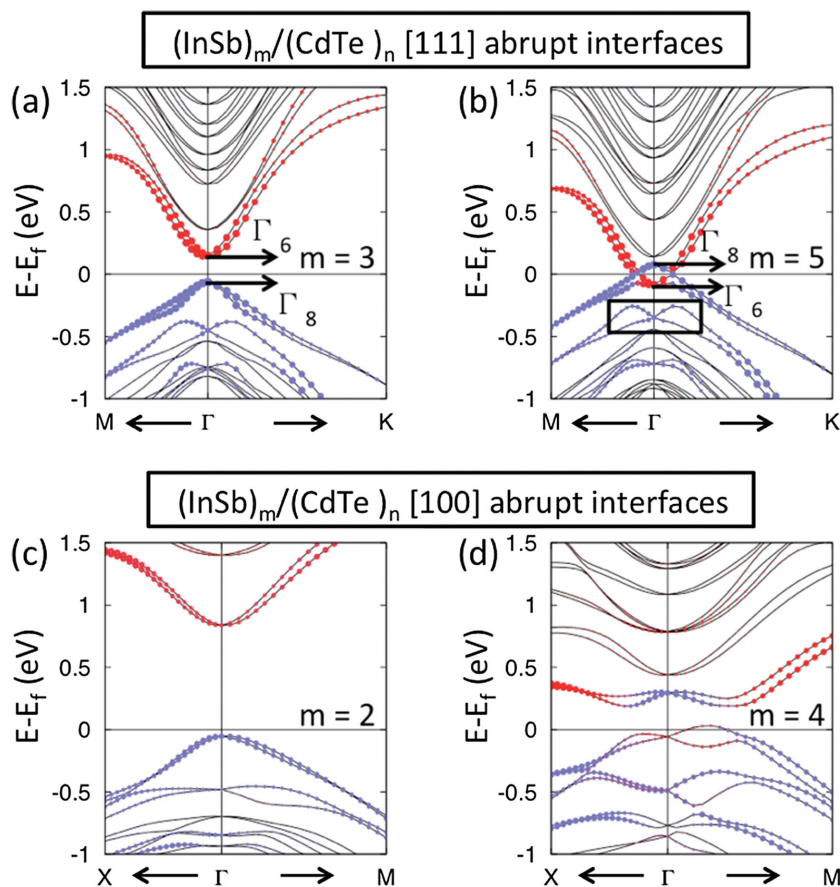 (InSb)m/(CdTe )n [111] abrupt interfaces
(a)
(b)
E-Ef (eV)
1.5
1
0.5
0
-0.5
-1
Γ6
m = 3
Γ8
M ← Γ → K
E-Ef (eV)
1.5
1
0.5
0
-0.5
-1
Γ8
m = 5
Γ6
M ← Γ → K
(InSb)m/(CdTe )n [100] abrupt interfaces
(c)
(d)
E-Ef (eV)
1.5
1
0.5
0
-0.5
-1
m = 2
X ← Γ → M
E-Ef (eV)
1.5
1
0.5
0
-0.5
-1
m = 4
X ← Γ → M